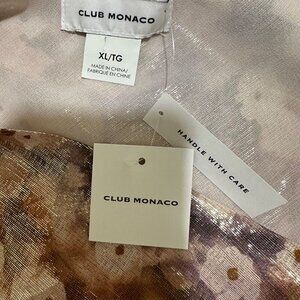 CLUB MONACO
XL/TG
MADE IN CHINA/
FABRIQUÉ EN CHINE
HANDLE WITH CARE
CLUB MONACO